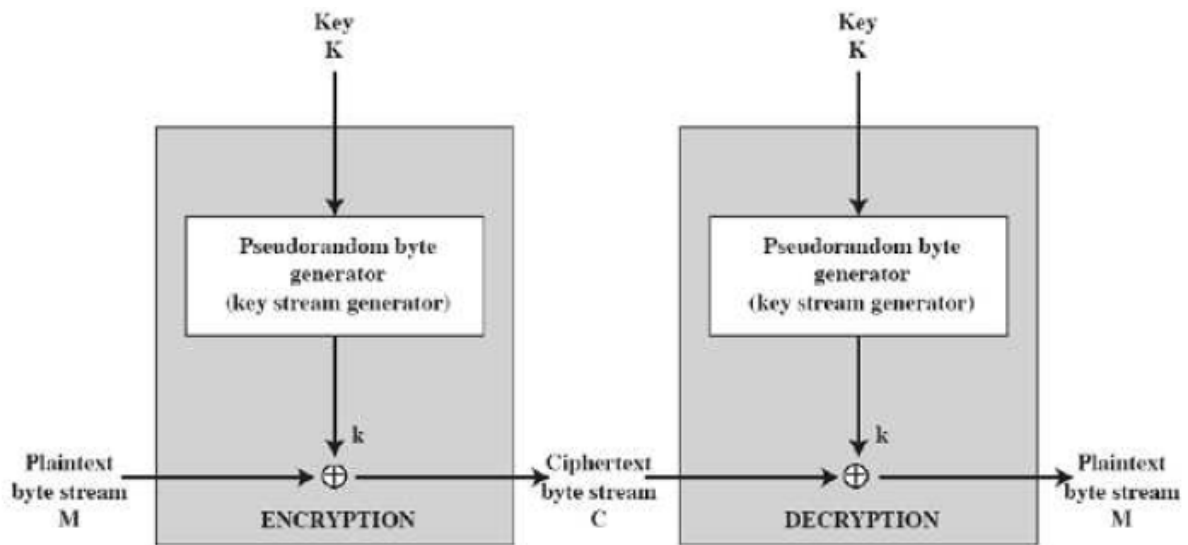 Key
K
Key
K
Pseudorandom byte
generator
(key stream generator)
Pseudorandom byte
generator
(key stream generator)
k
k
Plaintext
byte stream
M
Ciphertext
byte stream
C
Plaintext
byte stream
M
ENCRYPTION
DECRYPTION